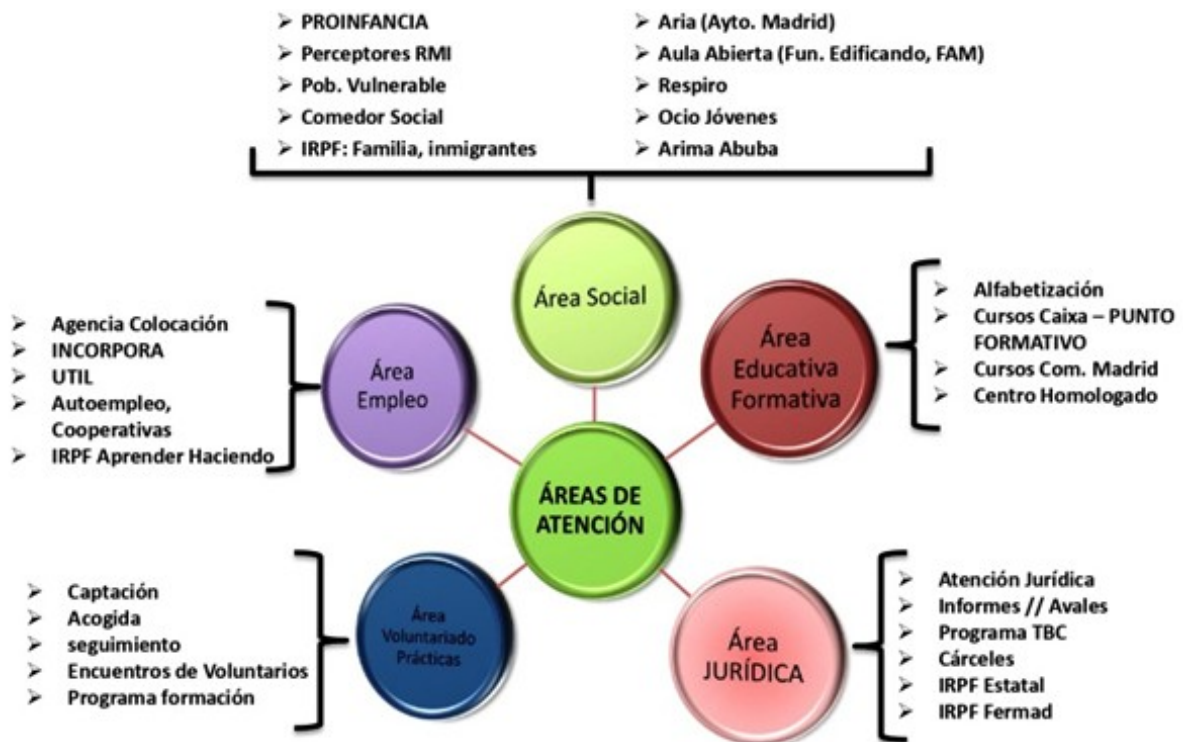 ➢ PROINFANCIA
➢ Perceptores RMI
➢ Pob. Vulnerable
➢ Comedor Social
➢ IRPF: Familia, inmigrantes
➢ Aria (Ayto. Madrid)
➢ Aula Abierta (Fun. Edificando, FAM)
➢ Respiro
➢ Ocio Jóvenes
➢ Arima Abuba
Área Social
➢ Agencia Colocación
➢ INCORPORA
➢ UTIL
➢ Autoempleo,
Cooperativas
➢ IRPF Aprender Haciendo
Área
Empleo
Área
Educativa
Formativa
➢ Alfabetización
➢ Cursos Caixa – PUNTO
FORMATIVO
➢ Cursos Com. Madrid
➢ Centro Homologado
ÁREAS DE
ATENCIÓN
➢ Captación
➢ Acogida
➢ seguimiento
➢ Encuentros de Voluntarios
➢ Programa formación
Área
Voluntariado
Prácticas
Área
JURÍDICA
➢ Atención Jurídica
➢ Informes // Avales
➢ Programa TBC
➢ Cárceles
➢ IRPF Estatal
➢ IRPF Fermad